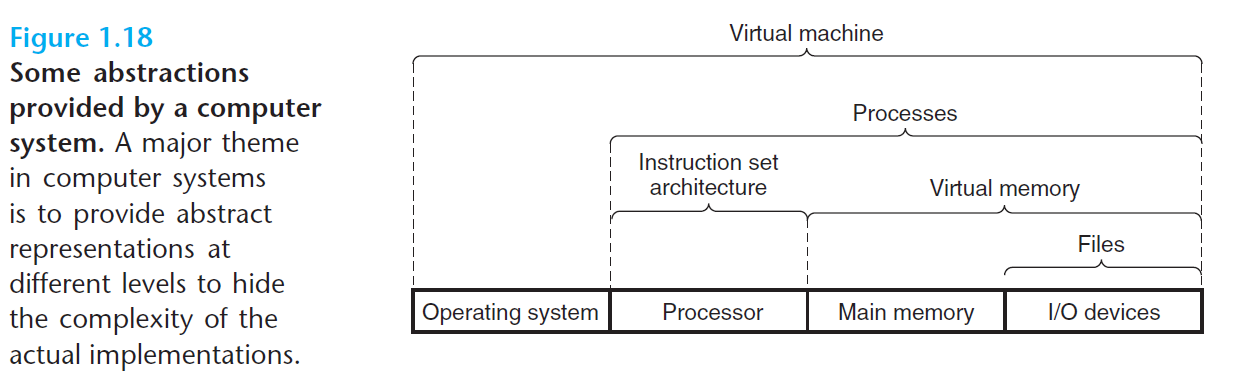 Figure 1.18
Some abstractions
provided by a computer
system. A major theme
in computer systems
is to provide abstract
representations at
different levels to hide
the complexity of the
actual implementations.
Virtual machine
Processes
Instruction set
architecture
Virtual memory
Files
Operating system
Processor
Main memory
I/O devices